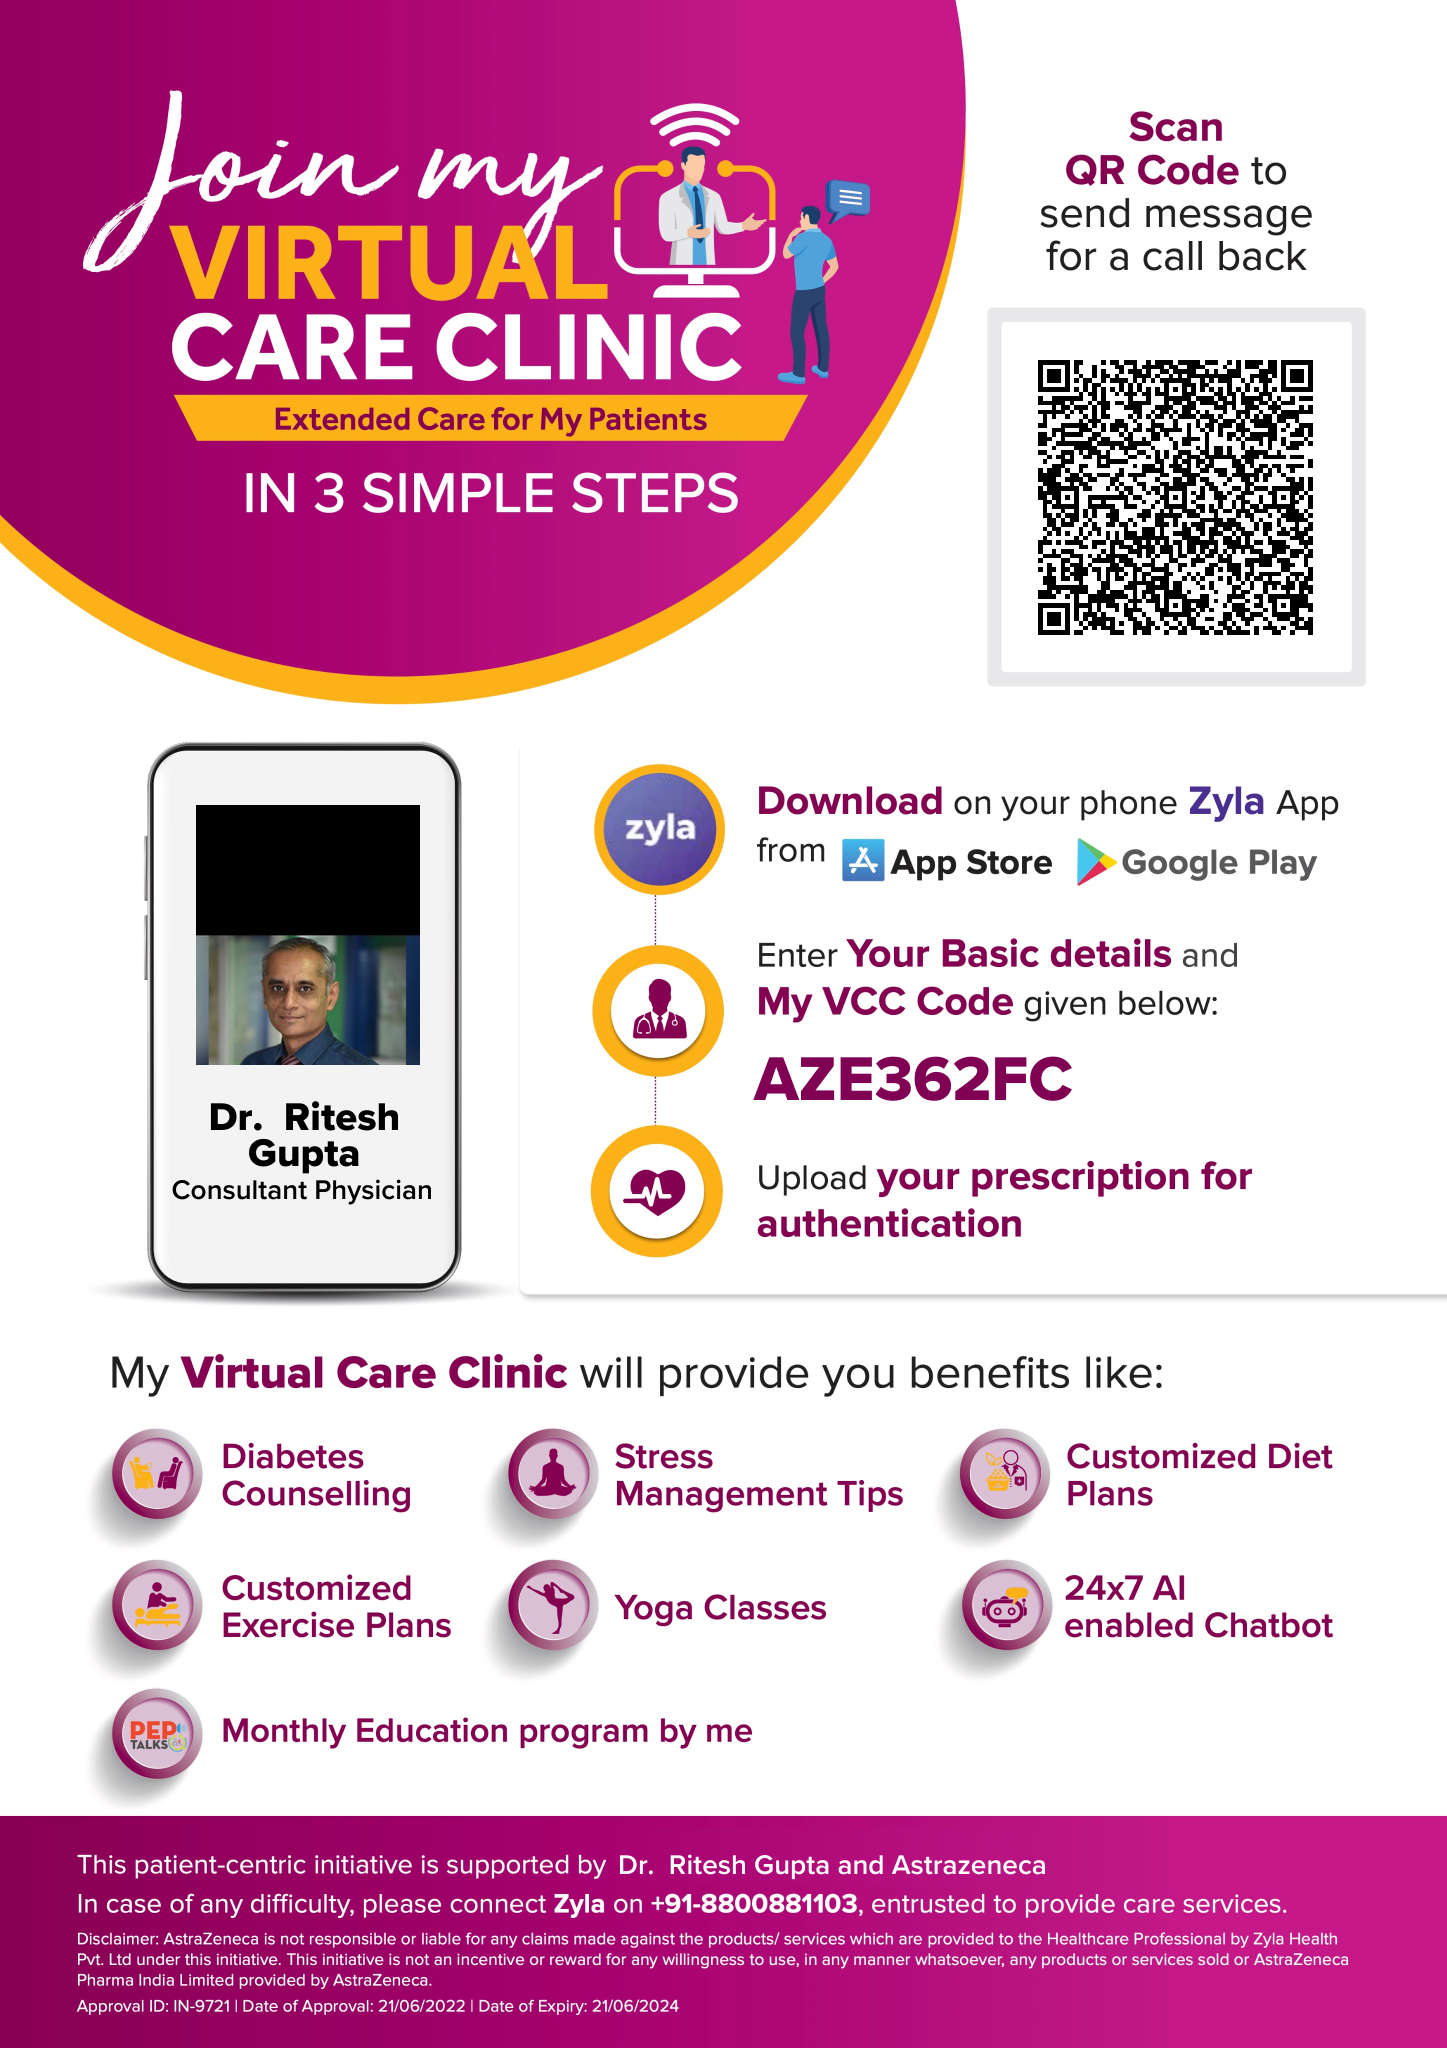 Join my
VIRTUAL
CARE CLINIC
Extended Care for My Patients
IN 3 SIMPLE STEPS
Scan
QR Code to
send message
for a call back
zyla
Download on your phone Zyla App
from App Store Google Play
Enter Your Basic details and
My VCC Code given below:
AZE362FC
Upload your prescription for
authentication
Dr. Ritesh
Gupta
Consultant Physician
My Virtual Care Clinic will provide you benefits like:
Diabetes
Counselling
Stress
Management Tips
Customized Diet
Plans
Customized
Exercise Plans
Yoga Classes
24x7 AI
enabled Chatbot
PEP
TALKS
Monthly Education program by me
This patient-centric initiative is supported by Dr. Ritesh Gupta and Astrazeneca
In case of any difficulty, please connect Zyla on +91-8800881103, entrusted to provide care services.
Disclaimer: AstraZeneca is not responsible or liable for any claims made against the products/ services which are provided to the Healthcare Professional by Zyla Health
Pvt. Ltd under this initiative. This initiative is not an incentive or reward for any willingness to use, in any manner whatsoever, any products or services sold or AstraZeneca
Pharma India Limited provided by AstraZeneca.
Approval ID: IN-9721 | Date of Approval: 21/06/2022 | Date of Expiry: 21/06/2024